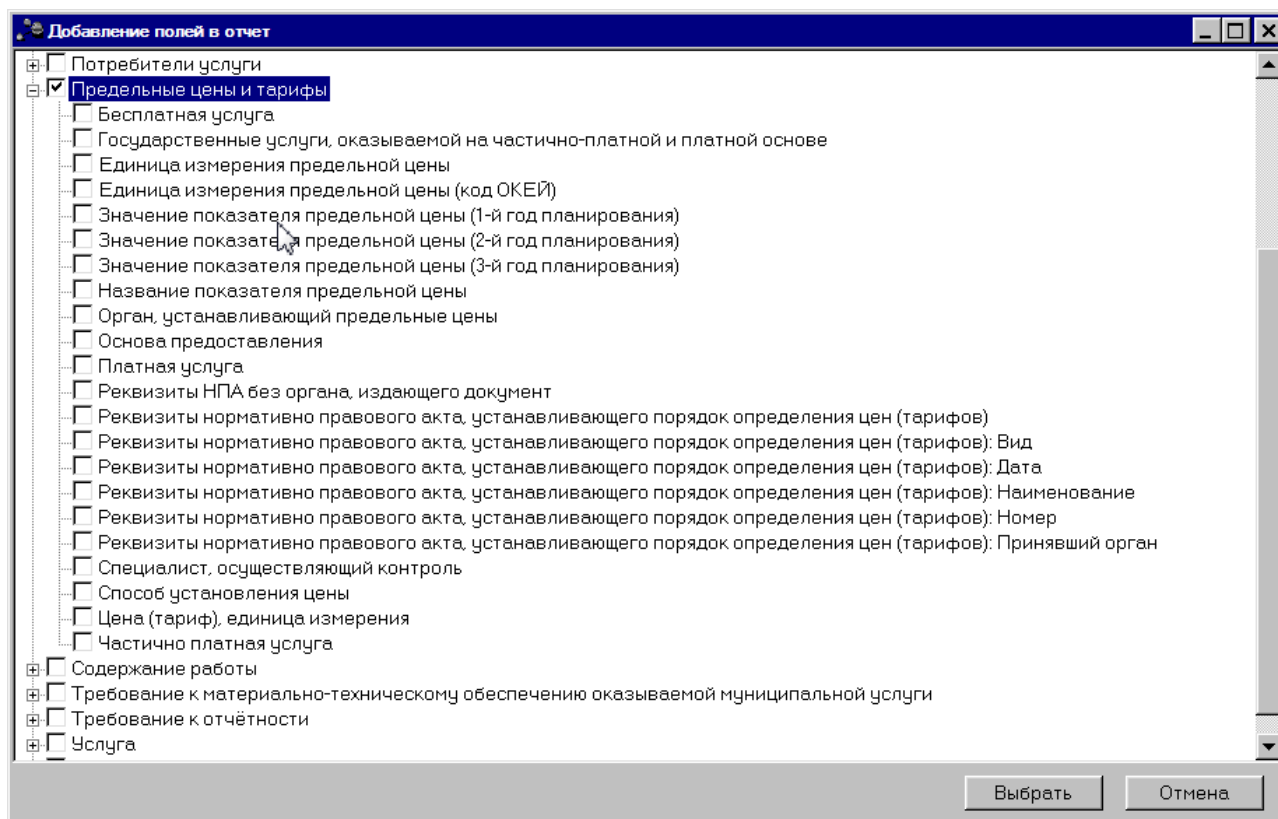 Добавление полей в отчет
Потребители услуги
Предельные цены и тарифы
Бесплатная услуга
Государственные услуги, оказываемой на частично-платной и платной основе
Единица измерения предельной цены
Единица измерения предельной цены (код ОКЕЙ)
Значение показателя предельной цены (1-й год планирования)
Значение показателя предельной цены (2-й год планирования)
Значение показателя предельной цены (3-й год планирования)
Название показателя предельной цены
Орган, устанавливающий предельные цены
Основа предоставления
Платная услуга
Реквизиты НПА без органа, издающего документ
Реквизиты нормативно правового акта, устанавливающего порядок определения цен (тарифов)
Реквизиты нормативно правового акта, устанавливающего порядок определения цен (тарифов): Вид
Реквизиты нормативно правового акта, устанавливающего порядок определения цен (тарифов): Дата
Реквизиты нормативно правового акта, устанавливающего порядок определения цен (тарифов): Наименование
Реквизиты нормативно правового акта, устанавливающего порядок определения цен (тарифов): Номер
Реквизиты нормативно правового акта, устанавливающего порядок определения цен (тарифов): Принявший орган
Специалист, осуществляющий контроль
Способ установления цены
Цена (тариф), единица измерения
Частично платная услуга
Содержание работы
Требование к материально-техническому обеспечению оказываемой муниципальной услуги
Требование к отчётности
Услуга
Выбрать
Отмена